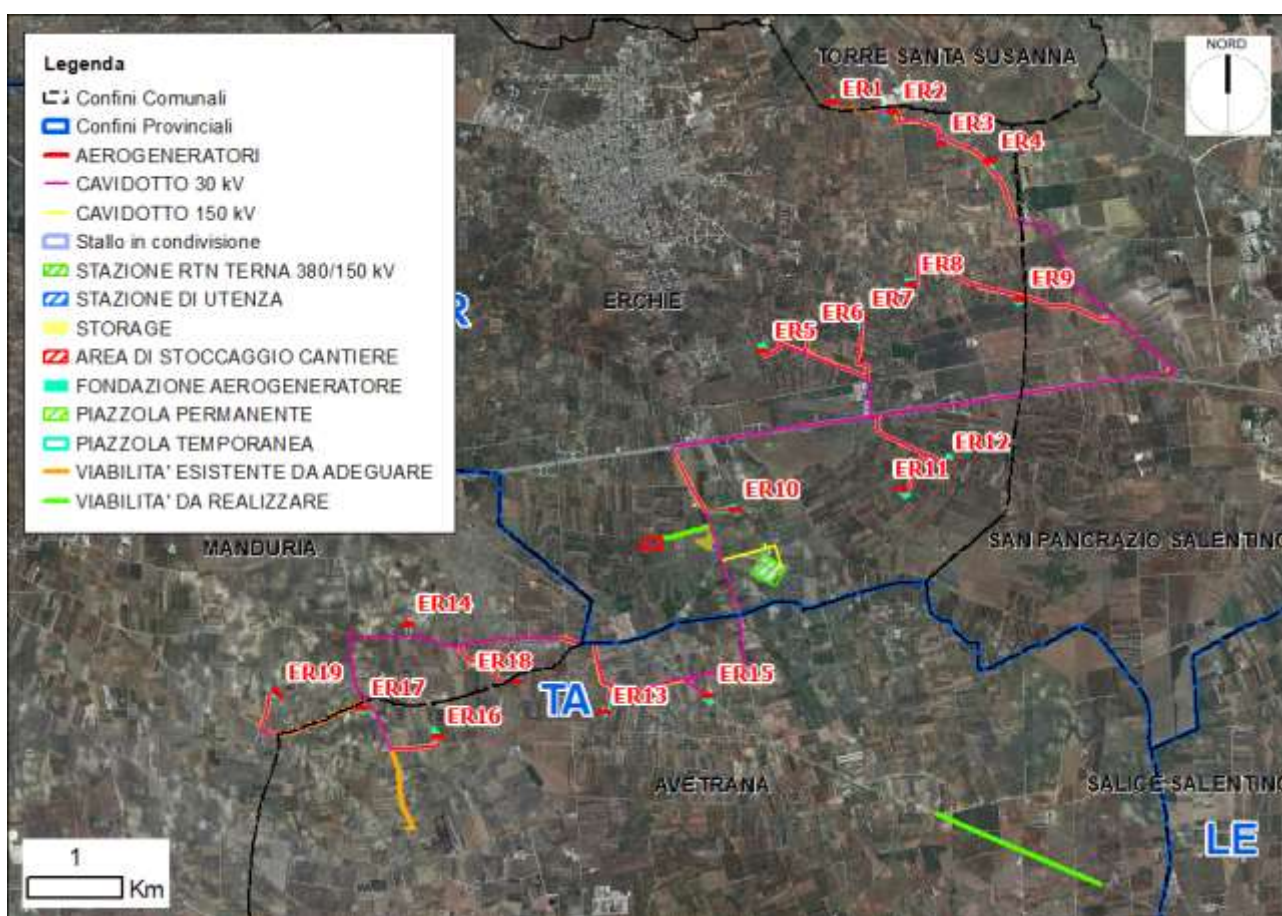 Legenda
Confini Comunali
Confini Provinciali
AEROGENERATORI
CAVIDOTTO 30 kV
CAVIDOTTO 150 kV
Stallo in condivisione
STAZIONE RTN TERNA 380/150 kV
STAZIONE DI UTENZA
STORAGE
AREA DI STOCCAGGIO CANTIERE
FONDAZIONE AEROGENERATORE
PIAZZOLA PERMANENTE
PIAZZOLA TEMPORANEA
VIABILITA' ESISTENTE DA ADEGUARE
VIABILITA' DA REALIZZARE
NORD
TORRE SANTA SUSANNA
ER1
ER2
ER3
ER4
ER8
ER9
ER7
ERCHIE
R
ER6
ER5
ER12
ER11
ER10
MANDURIA
SAN PANCRAZIO SALENTINO
ER14
ER18
ER19
ER17
ER15
TA
ER13
ER16
AVETRANA
SALICE SALENTINO
LE
1
Km